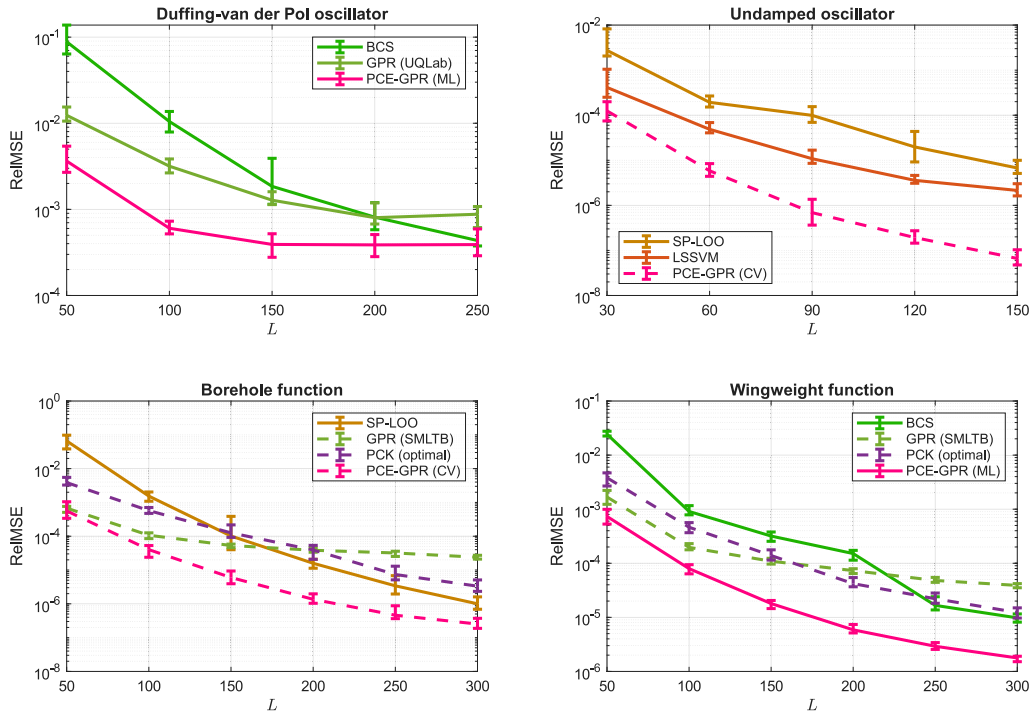 Duffing-van der Pol oscillator
10^-1
10^-2
10^-3
10^-4
RelMSE
BCS
GPR (UQLab)
PCE-GPR (ML)
50 100 150 200 250
L
Undamped oscillator
10^-2
10^-4
10^-6
10^-8
RelMSE
SP-LOO
LSSVM
PCE-GPR (CV)
30 60 90 120 150
L
Borehole function
10^0
10^-2
10^-4
10^-6
10^-8
RelMSE
SP-LOO
GPR (SMLTB)
PCK (optimal)
PCE-GPR (CV)
50 100 150 200 250 300
L
Wingweight function
10^-1
10^-2
10^-3
10^-4
10^-5
10^-6
RelMSE
BCS
GPR (SMLTB)
PCK (optimal)
PCE-GPR (ML)
50 100 150 200 250 300
L